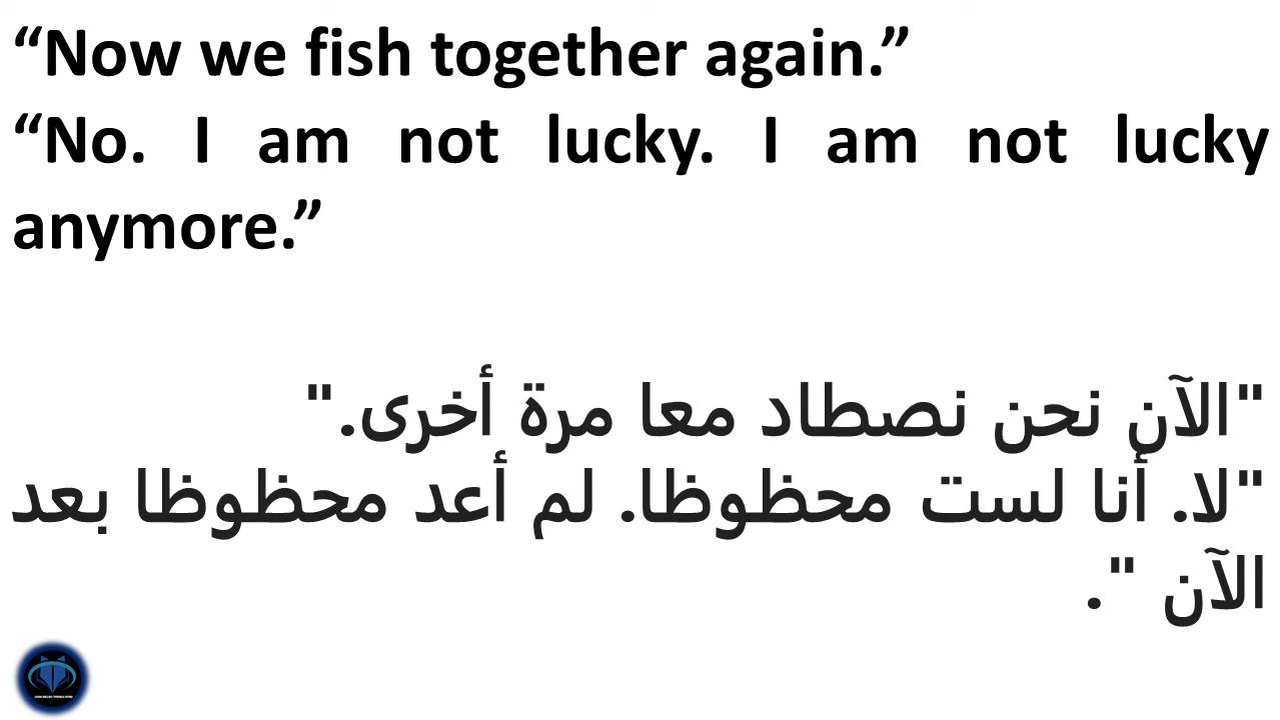 “Now we fish together again.”
“No. I am not lucky. I am not lucky
anymore.”
"الآن نحن نصطاد معا مرة أخرى."
"لا. أنا لست محظوظا. لم أعد محظوظا بعد
الآن ".